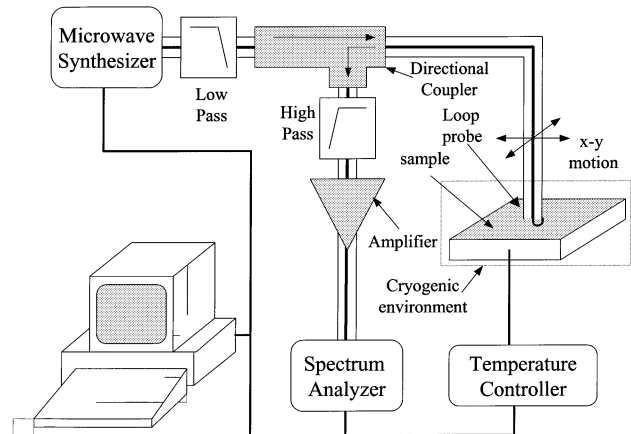 Microwave
Synthesizer
Low
Pass
Directional
Coupler
High
Pass
Loop
probe
x-y
motion
sample
Amplifier
Cryogenic
environment
Spectrum
Analyzer
Temperature
Controller